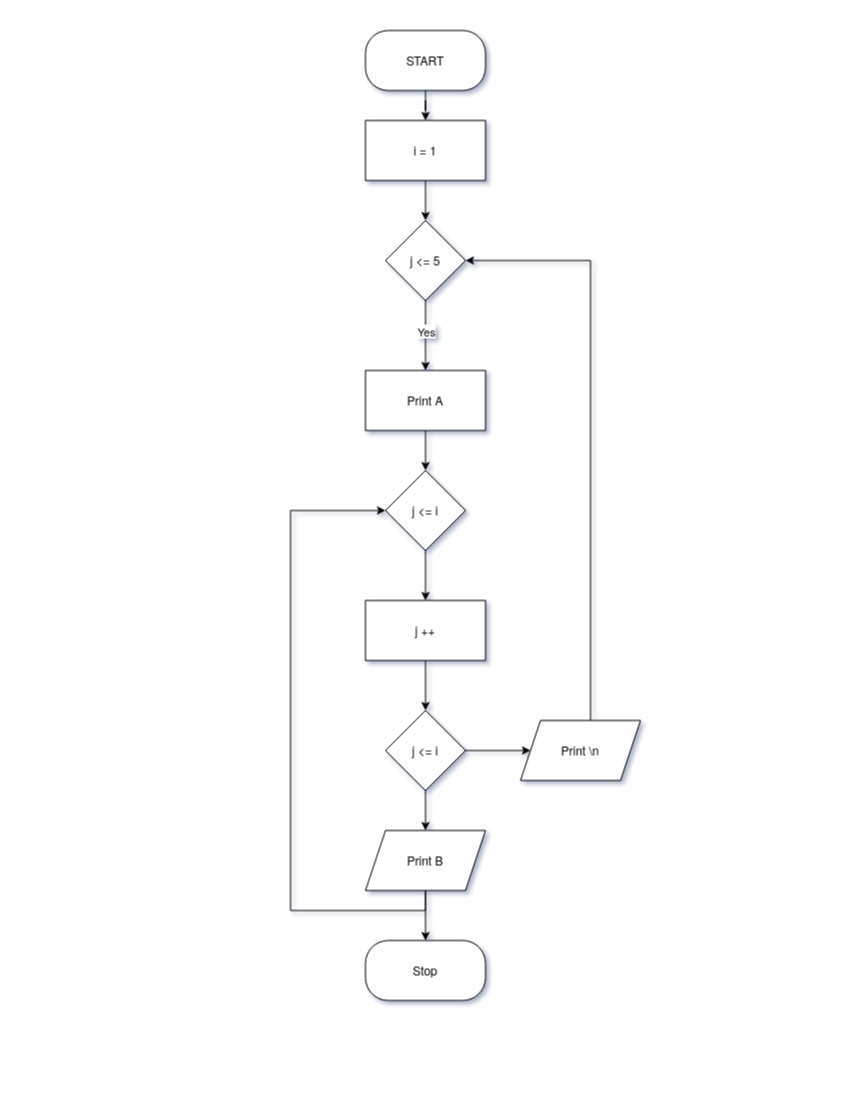 START
i = 1
j <= 5
Yes
Print A
j <= i
j ++
j <= i
Print \n
Print B
Stop